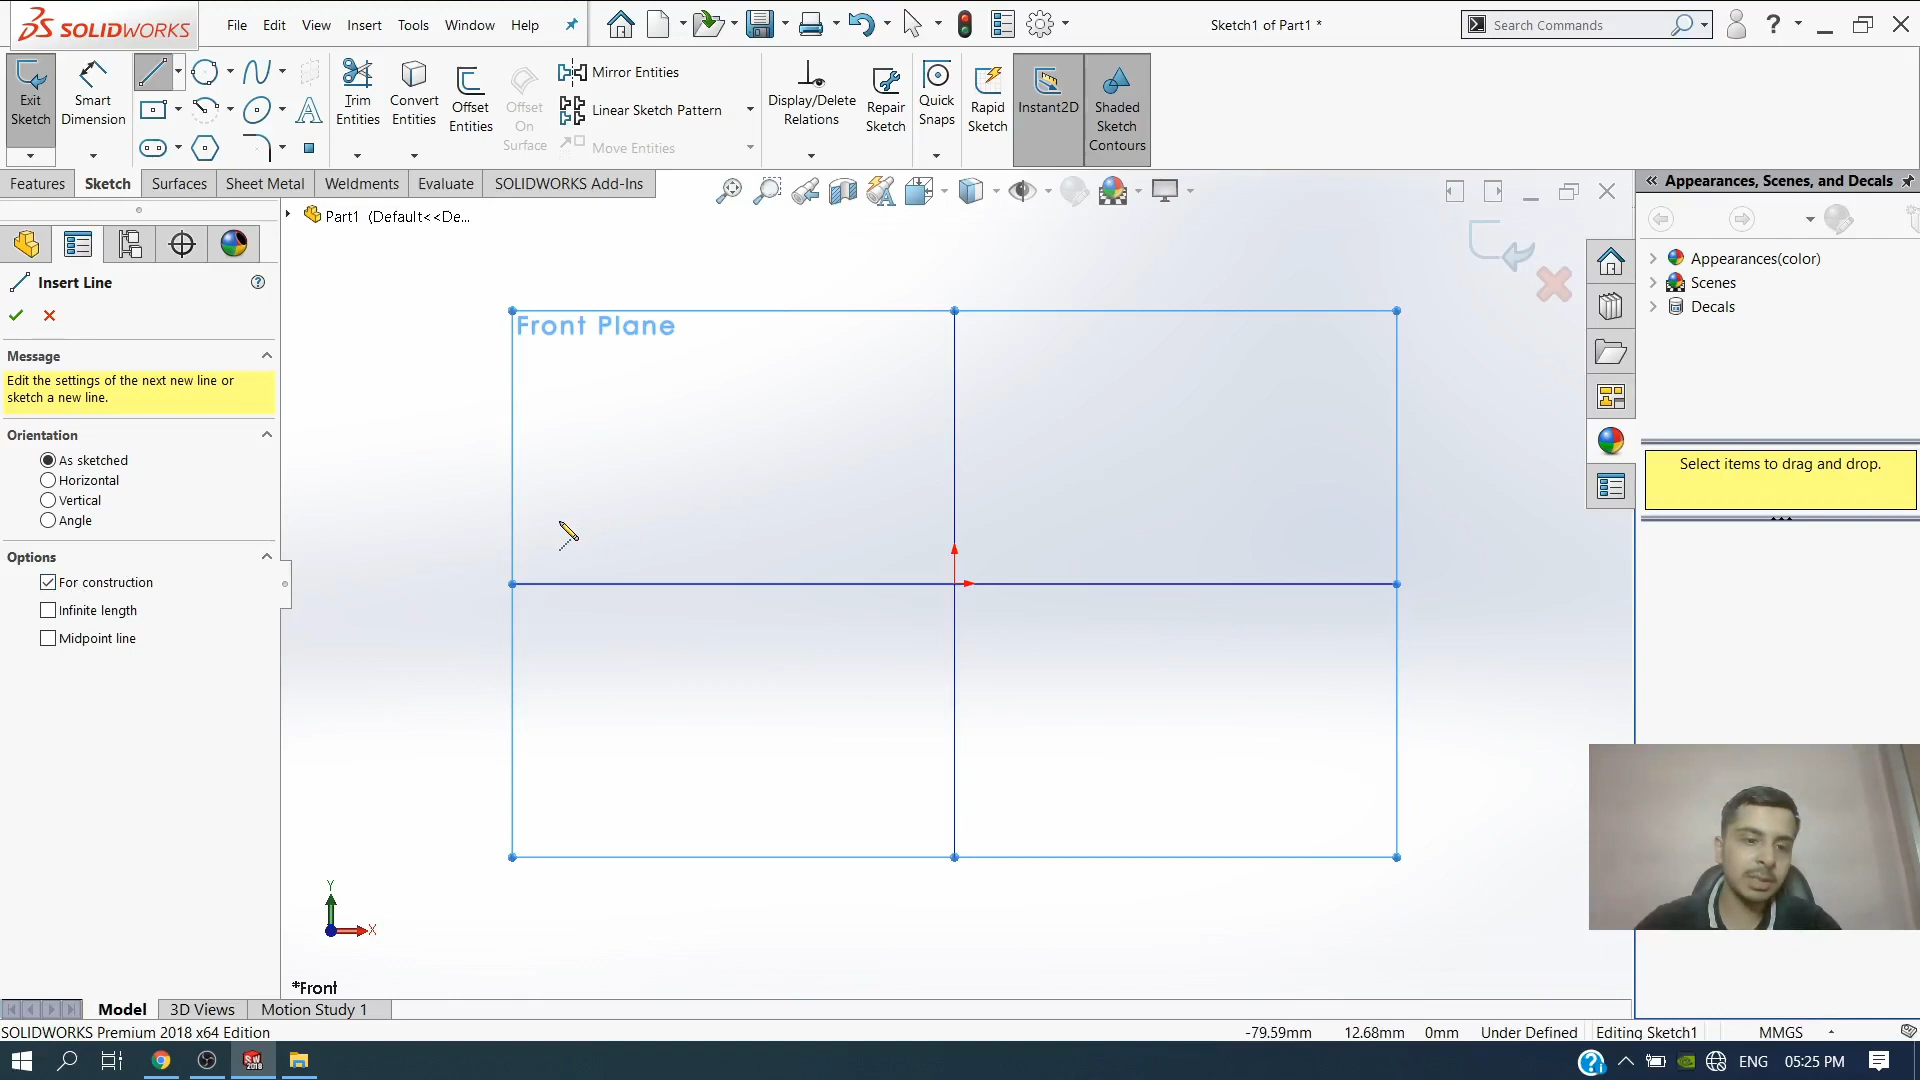 SOLIDWORKS
File Edit View Insert Tools Window Help
Sketch1 of Part1 *
Search Commands
?
Exit Sketch
Smart Dimension
Trim Entities
Convert Entities
Offset Entities
Offset On Surface
Mirror Entities
Linear Sketch Pattern
Move Entities
Display/Delete Relations
Repair Sketch
Quick Snaps
Rapid Sketch
Instant2D
Shaded Sketch Contours
Features Sketch Surfaces Sheet Metal Weldments Evaluate SOLIDWORKS Add-Ins
Part1 (Default<<De...
Appearances, Scenes, and Decals
Appearances(color)
Scenes
Decals
Select items to drag and drop.
Insert Line
Message
Edit the settings of the next new line or
sketch a new line.
Orientation
As sketched
Horizontal
Vertical
Angle
Options
For construction
Infinite length
Midpoint line
Front Plane
Y
X
*Front
Model 3D Views Motion Study 1
SOLIDWORKS Premium 2018 x64 Edition
-79.59mm 12.68mm 0mm Under Defined Editing Sketch1 MMGS
SW
2018
ENG 05:25 PM